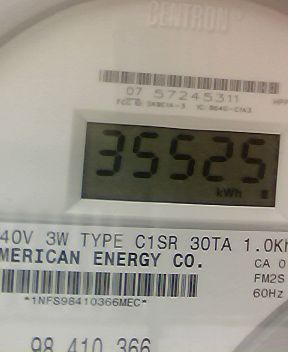 CENTRON
07 57245311
35525
kWh
40V 3W TYPE C1SR 30TA 1.0Kh
MERICAN ENERGY CO. CA 0
FM2S
60Hz
*1NFS98410366MEC*
98 410 366